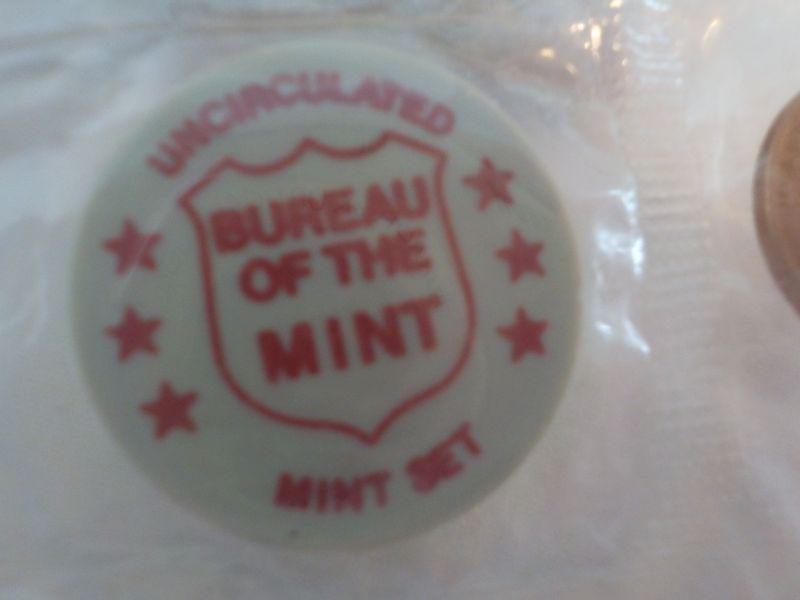 UNCIRCULATED
BUREAU
OF THE
MINT
MINT SET